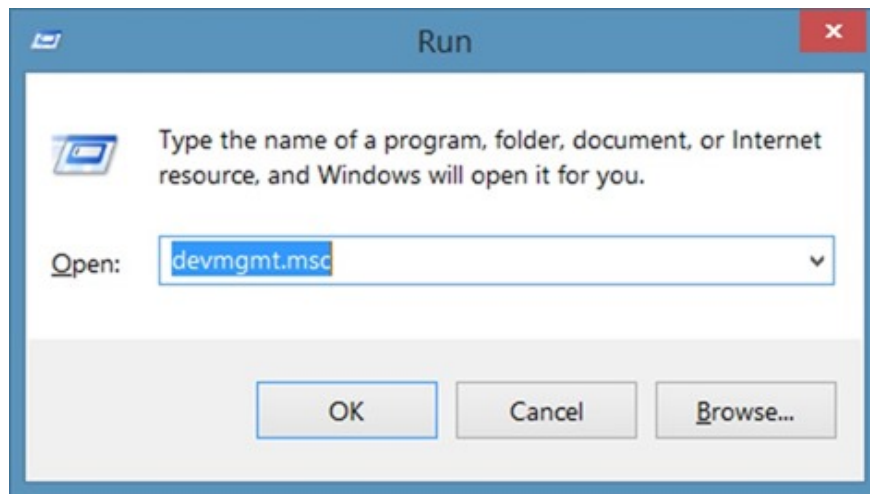 Run
Type the name of a program, folder, document, or Internet
resource, and Windows will open it for you.
Open: devmgmt.msc
OK Cancel Browse...